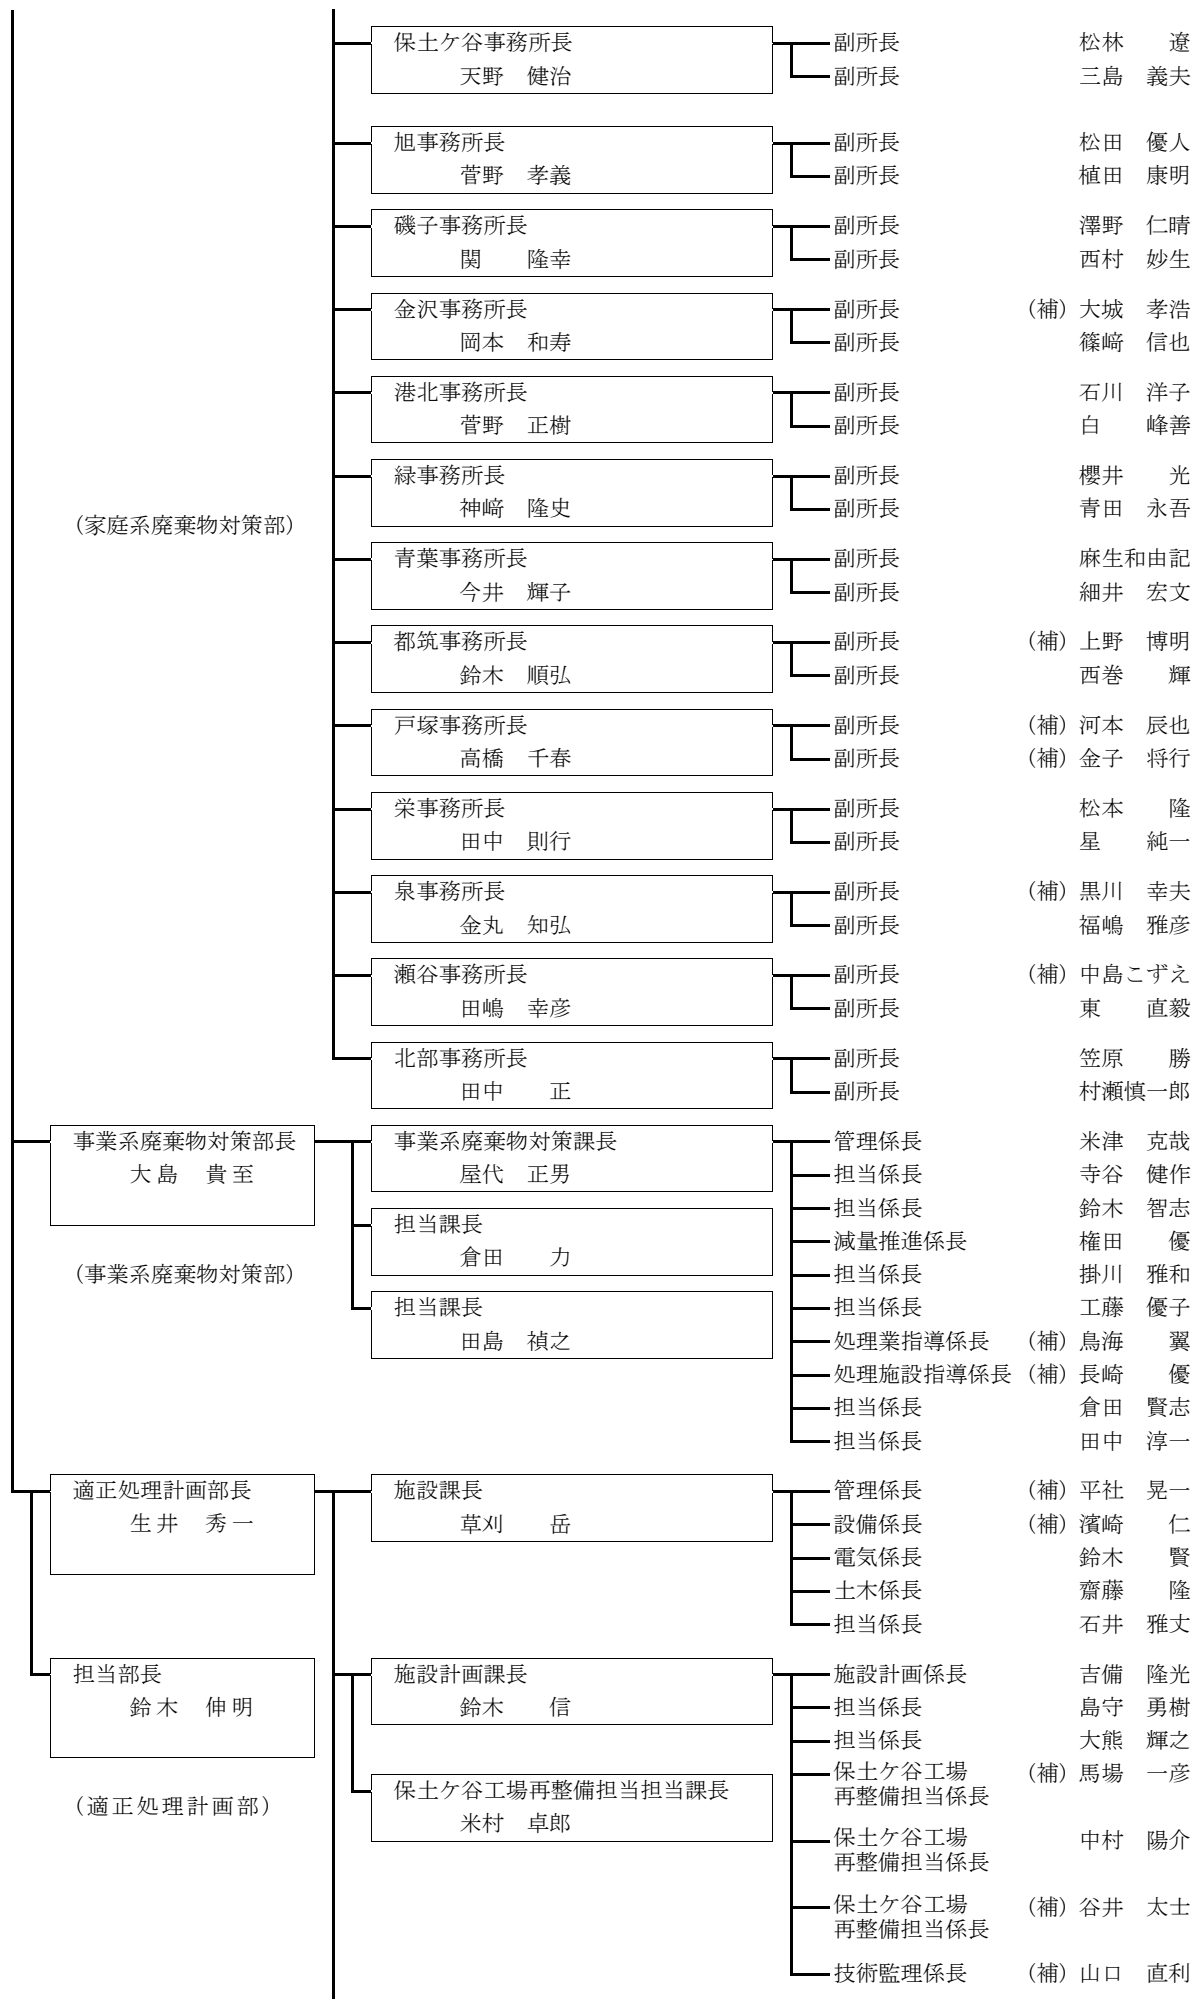 保土ケ谷事務所長 副所長 松林　　遼
天野　健治 副所長 三島　義夫
旭事務所長 副所長 松田　優人
菅野　孝義 副所長 植田　康明
磯子事務所長 副所長 澤野　仁晴
関　　隆幸 副所長 西村　妙生
金沢事務所長 副所長 （補）大城　孝浩
岡本　和寿 副所長 篠﨑　信也
港北事務所長 副所長 石川　洋子
菅野　正樹 副所長 白　　峰善
緑事務所長 副所長 櫻井　　光
神﨑　隆史 副所長 青田　永吾
（家庭系廃棄物対策部）
青葉事務所長 副所長 麻生和由記
今井　輝子 副所長 細井　宏文
都筑事務所長 副所長 （補）上野　博明
鈴木　順弘 副所長 西巻　　輝
戸塚事務所長 副所長 （補）河本　辰也
高橋　千春 副所長 （補）金子　将行
栄事務所長 副所長 松本　　隆
田中　則行 副所長 星　　純一
泉事務所長 副所長 （補）黒川　幸夫
金丸　知弘 副所長 福嶋　雅彦
瀬谷事務所長 副所長 （補）中島こずえ
田嶋　幸彦 副所長 東　　直毅
北部事務所長 副所長 笠原　　勝
田中　　正 副所長 村瀬慎一郎
事業系廃棄物対策部長 事業系廃棄物対策課長 管理係長 米津　克哉
大島　貴至 屋代　正男 担当係長 寺谷　健作
担当係長 鈴木　智志
担当課長
減量推進係長 権田　　優
倉田　　力
（事業系廃棄物対策部） 担当係長 掛川　雅和
担当課長 担当係長 工藤　優子
田島　禎之 処理業指導係長 （補）鳥海　　翼
処理施設指導係長 （補）長崎　　優
担当係長 倉田　賢志
担当係長 田中　淳一
適正処理計画部長 施設課長 管理係長 （補）平社　晃一
生井　秀一 草刈　　岳 設備係長 （補）濱崎　　仁
電気係長 鈴木　　賢
土木係長 齋藤　　隆
担当係長 石井　雅丈
担当部長 施設計画課長 施設計画係長 吉備　隆光
鈴木　伸明 鈴木　　信 担当係長 島守　勇樹
担当係長 大熊　輝之
保土ケ谷工場 （補）馬場　一彦
再整備担当係長
保土ケ谷工場再整備担当担当課長
（適正処理計画部）
米村　卓郎
保土ケ谷工場 中村　陽介
再整備担当係長
保土ケ谷工場 （補）谷井　太士
再整備担当係長
技術監理係長 （補）山口　直利